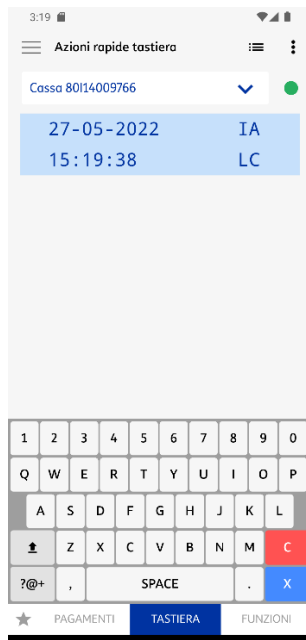 3:19
Azioni rapide tastiera
Cassa 80I14009766
27-05-2022 IA
15:19:38 LC
1 2 3 4 5 6 7 8 9 0
Q W E R T Y U I O P
A S D F G H J K L
Z X C V B N M C
?@+ , SPACE . X
PAGAMENTI TASTIERA FUNZIONI